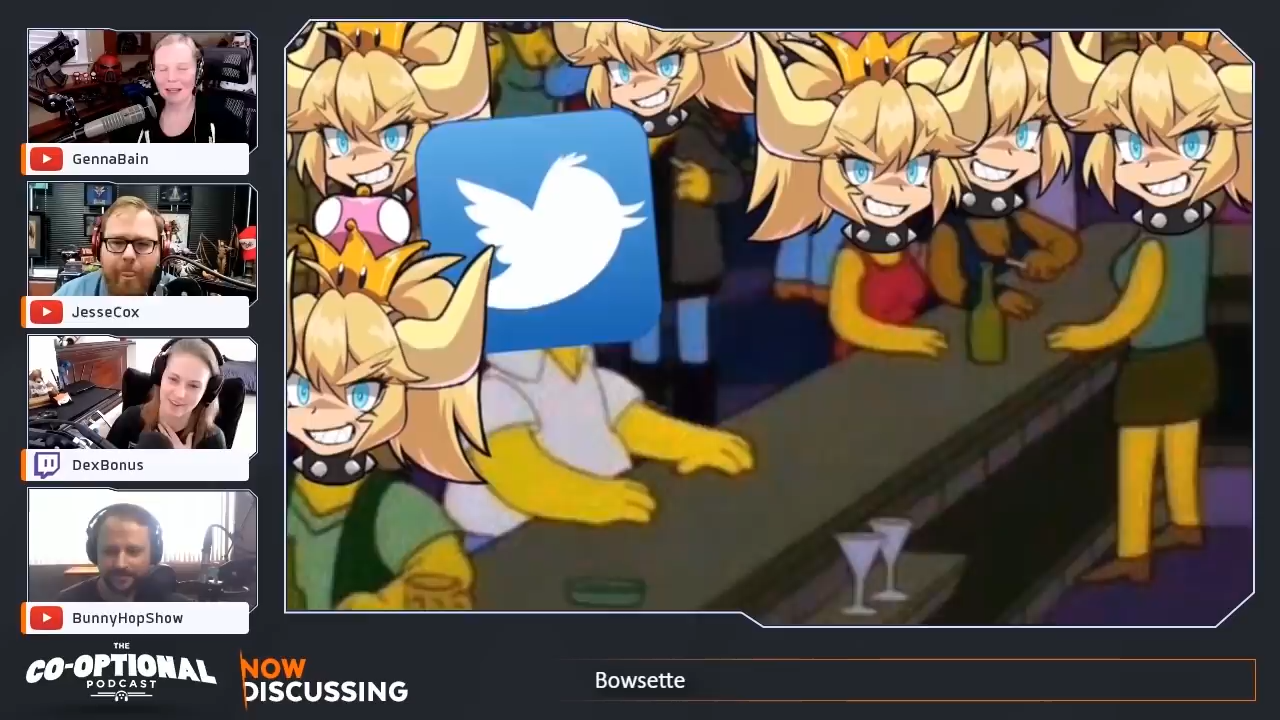 GennaBain
JesseCox
DexBonus
BunnyHopShow
THE
CO-OPTIONAL
PODCAST
NOW
DISCUSSING
Bowsette